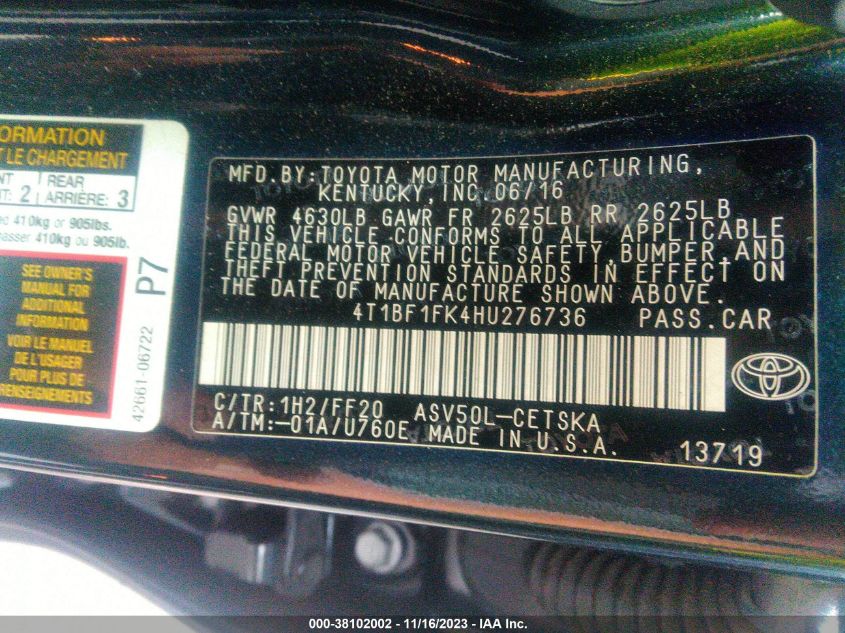 ORMATION
T LE CHARGEMENT
NT
REAR
T: 2
ARRIÈRE: 3
ed 410kg or 905lbs.
passer 410kg ou 905lb.
SEE OWNER'S
MANUAL FOR
ADDITIONAL
INFORMATION
VOIR LE MANUEL
DE L'USAGER
POUR PLUS DE
RENSEIGNEMENTS
P7
42661-06722
MFD.BY:TOYOTA MOTOR MANUFACTURING,
KENTUCKY,INC.06/16
GVWR 4630LB GAWR FR 2625LB RR 2625LB
THIS VEHICLE CONFORMS TO ALL APPLICABLE
FEDERAL MOTOR VEHICLE SAFETY,BUMPER,AND
THEFT PREVENTION STANDARDS IN EFFECT ON
THE DATE OF MANUFACTURE SHOWN ABOVE.
4T1BF1FK4HU276736 PASS.CAR
C/TR:1H2/FF20 ASV50L-CETSKA
A/TM:-01A/U760E MADE IN U.S.A.
13719
000-38102002 - 11/16/2023 - IAA Inc.